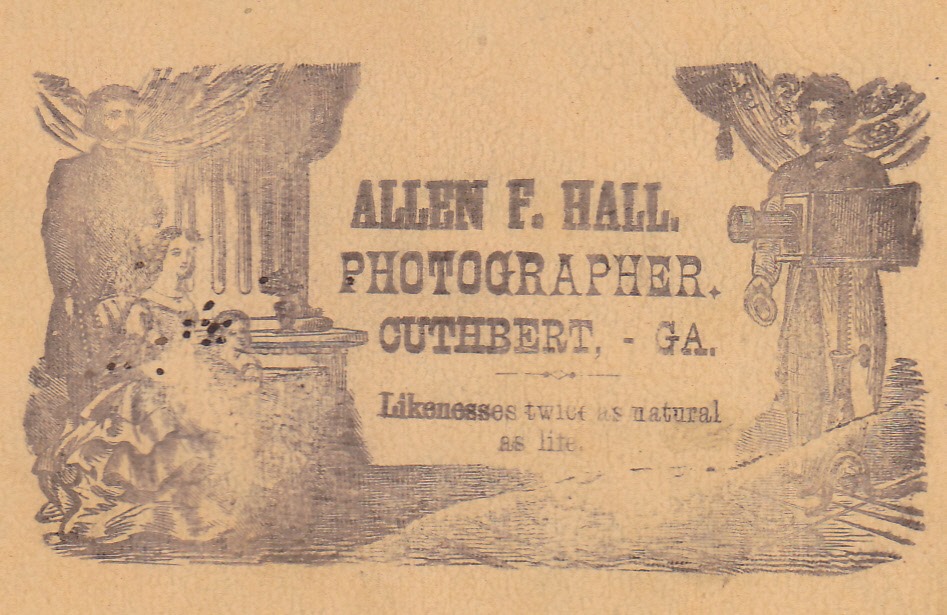 ALLEN F. HALL.
PHOTOGRAPHER.
CUTHBERT, - GA.
Likenesses twice as natural
as life.